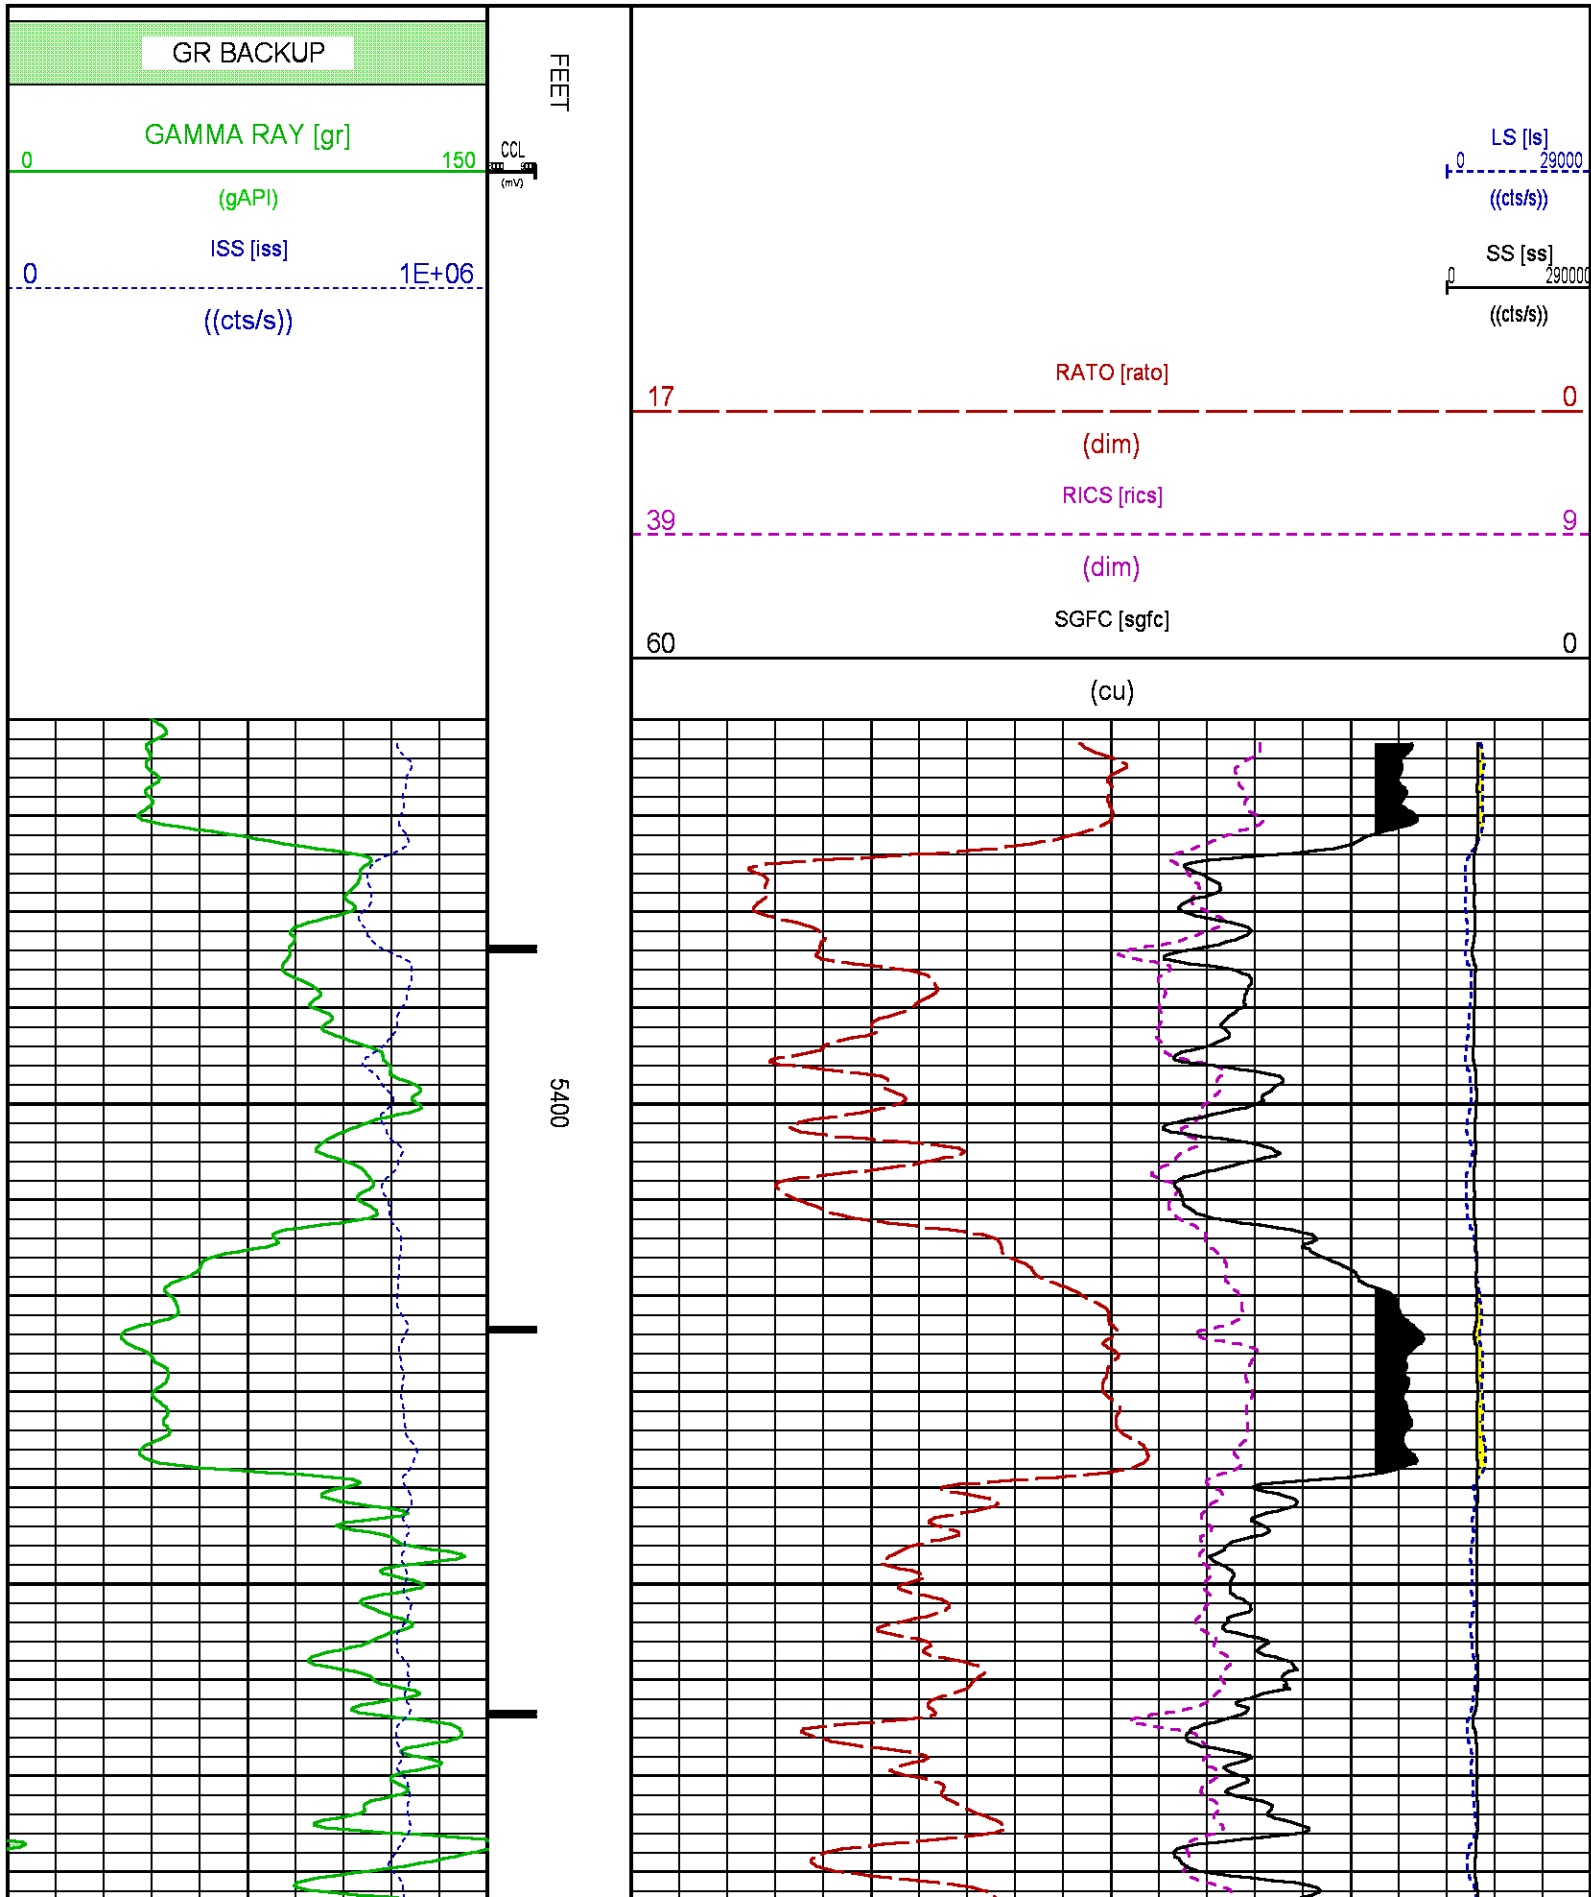 GR BACKUP
GAMMA RAY [gr]
0 150
(gAPI)
ISS [iss]
0 1E+06
((cts/s))
CCL
(mV)
FEET
LS [ls]
0 29000
((cts/s))
SS [ss]
0 290000
((cts/s))
RATO [rato]
17 0
(dim)
RICS [rics]
39 9
(dim)
SGFC [sgfc]
60 0
(cu)
5400